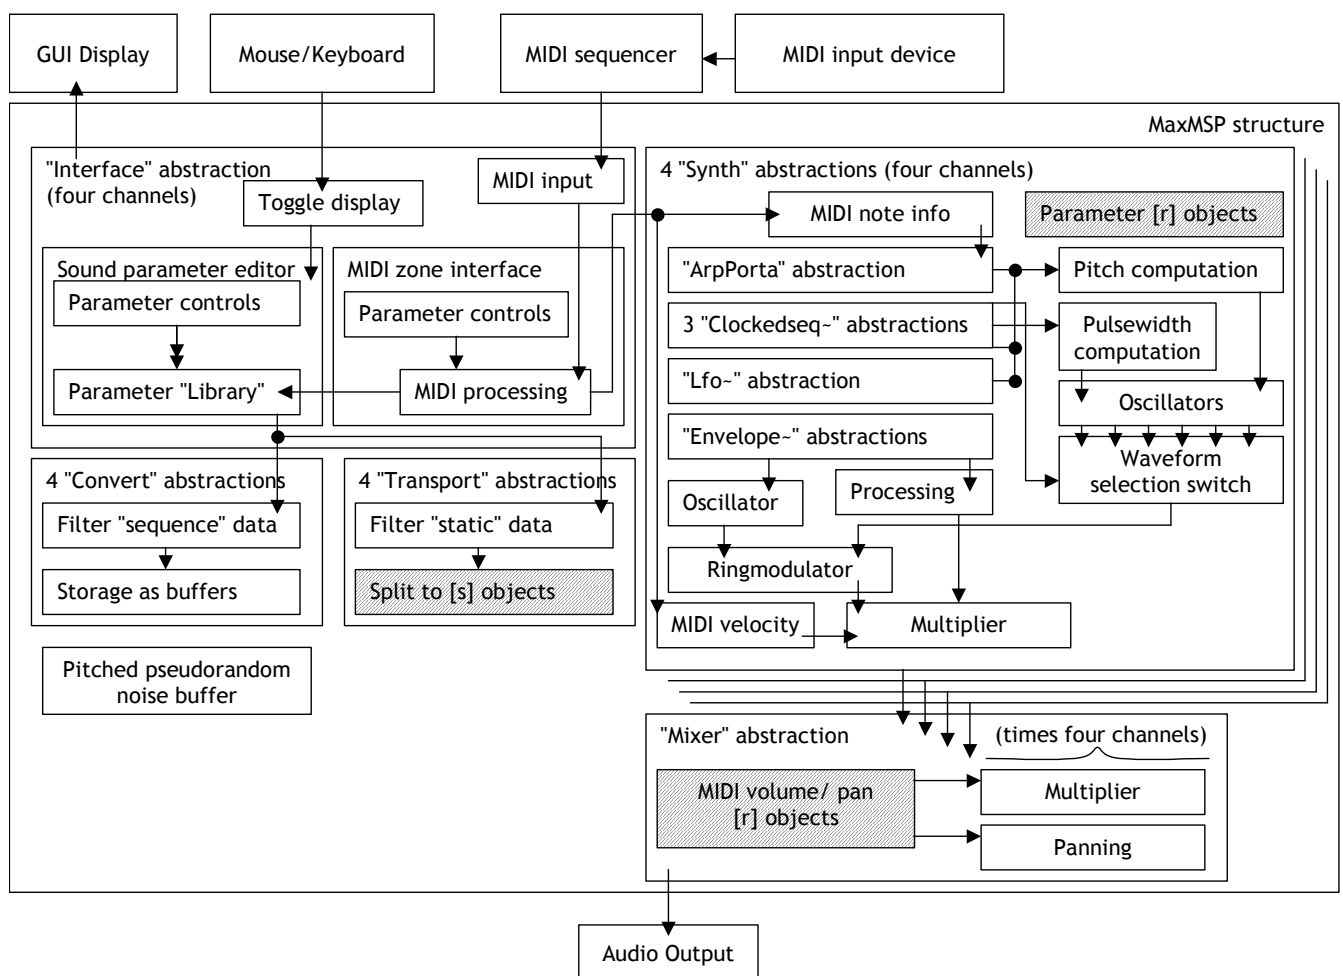 GUI Display
Mouse/Keyboard
MIDI sequencer
MIDI input device
MaxMSP structure
"Interface" abstraction
(four channels)
MIDI input
Toggle display
Sound parameter editor
Parameter controls
Parameter "Library"
MIDI zone interface
Parameter controls
MIDI processing
4 "Convert" abstractions
Filter "sequence" data
Storage as buffers
4 "Transport" abstractions
Filter "static" data
Split to [s] objects
Pitched pseudorandom
noise buffer
4 "Synth" abstractions (four channels)
MIDI note info
Parameter [r] objects
"ArpPorta" abstraction
Pitch computation
3 "Clockedseq~" abstractions
Pulsewidth
computation
"Lfo~" abstraction
Oscillators
"Envelope~" abstractions
Waveform
selection switch
Oscillator
Processing
Ringmodulator
MIDI velocity
Multiplier
"Mixer" abstraction
(times four channels)
MIDI volume/ pan
[r] objects
Multiplier
Panning
Audio Output